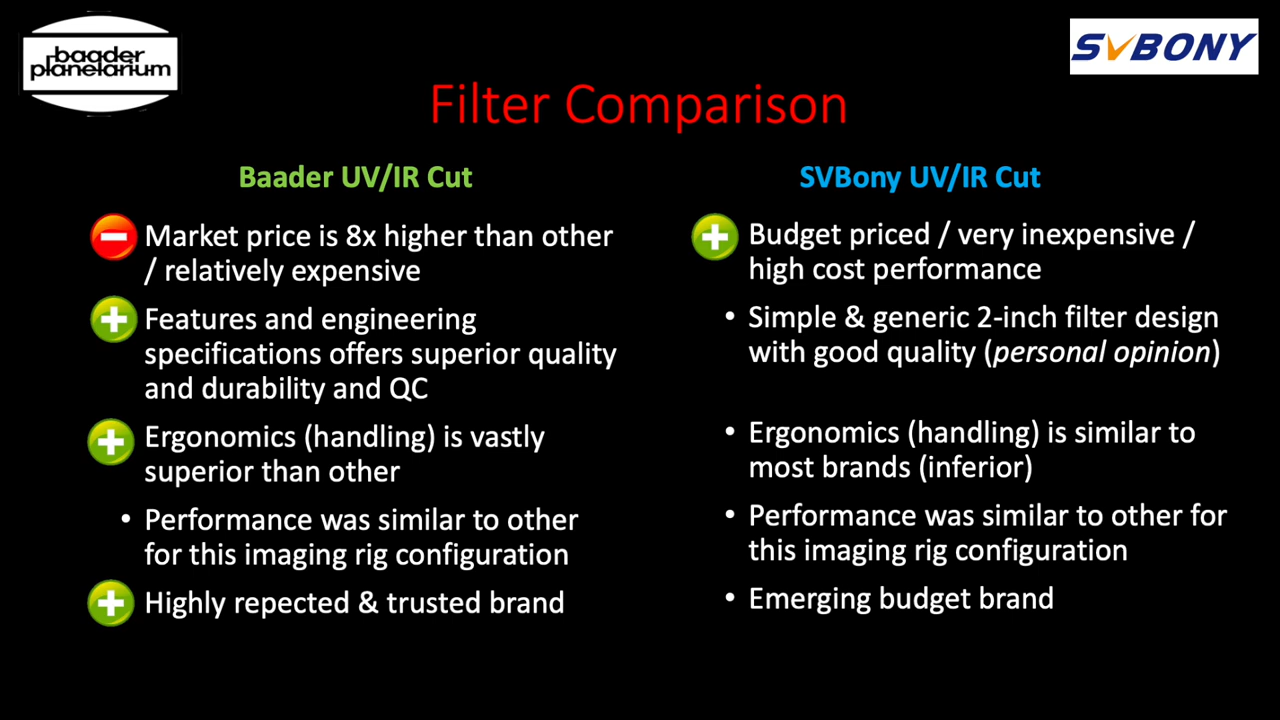 baader
planetarium
SVBONY
Filter Comparison
Baader UV/IR Cut
Market price is 8x higher than other
/ relatively expensive
Features and engineering
specifications offers superior quality
and durability and QC
Ergonomics (handling) is vastly
superior than other
• Performance was similar to other
for this imaging rig configuration
Highly repected & trusted brand
SVBony UV/IR Cut
Budget priced / very inexpensive /
high cost performance
• Simple & generic 2-inch filter design
with good quality (personal opinion)
• Ergonomics (handling) is similar to
most brands (inferior)
• Performance was similar to other for
this imaging rig configuration
• Emerging budget brand